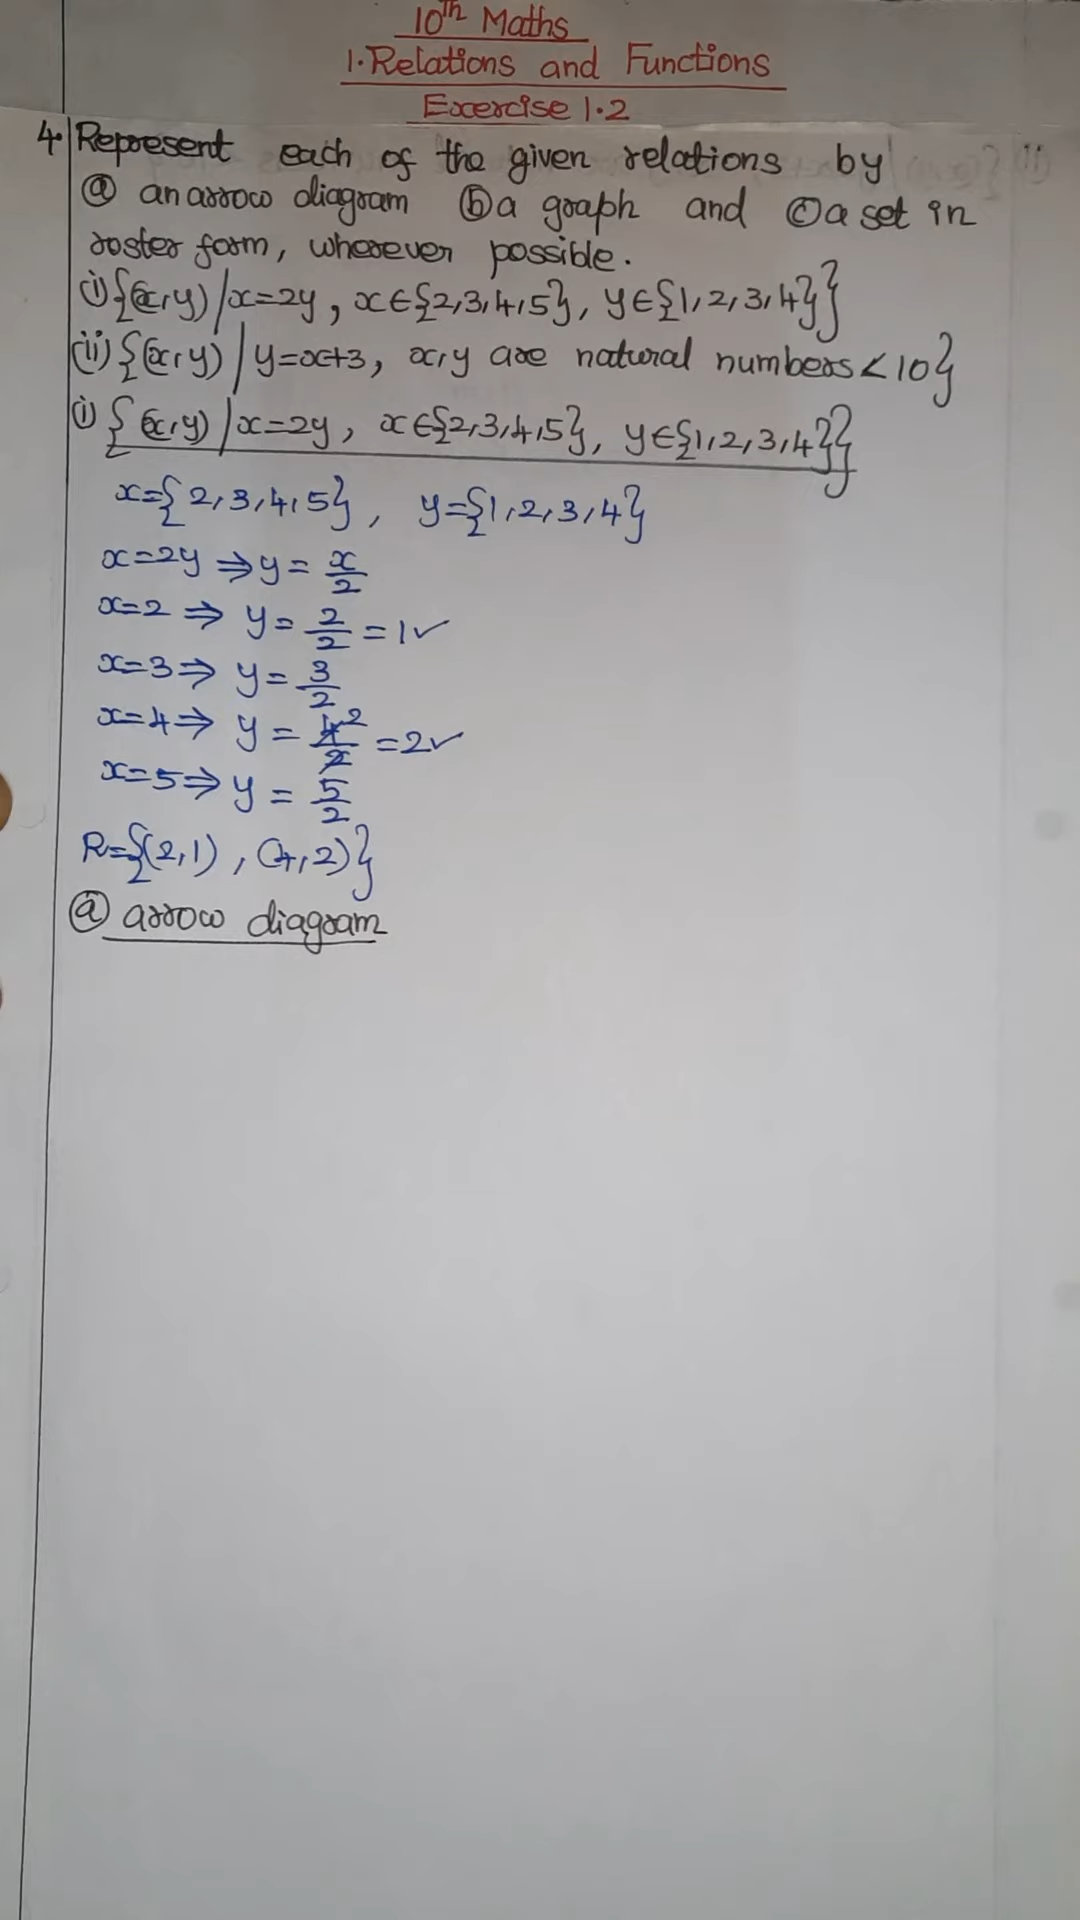 10th Maths
1. Relations and Functions
Exercise 1.2
4. Represent each of the given relations by
ⓐ an arrow diagram ⓑ a graph and ⓒ a set in
roster form, wherever possible.
(i) {(x,y) / x=2y, x∈{2,3,4,5}, y∈{1,2,3,4}}
(ii) {(x,y) / y=x+3, x,y are natural numbers < 10}
(i) {(x,y) / x=2y, x∈{2,3,4,5}, y∈{1,2,3,4}}
x={2,3,4,5}, y={1,2,3,4}
x=2y ⇒ y = x/2
x=2 ⇒ y = 2/2 = 1 ✓
x=3 ⇒ y = 3/2
x=4 ⇒ y = 4/2 2 = 2 ✓
x=5 ⇒ y = 5/2
R={(2,1), (4,2)}
ⓐ arrow diagram